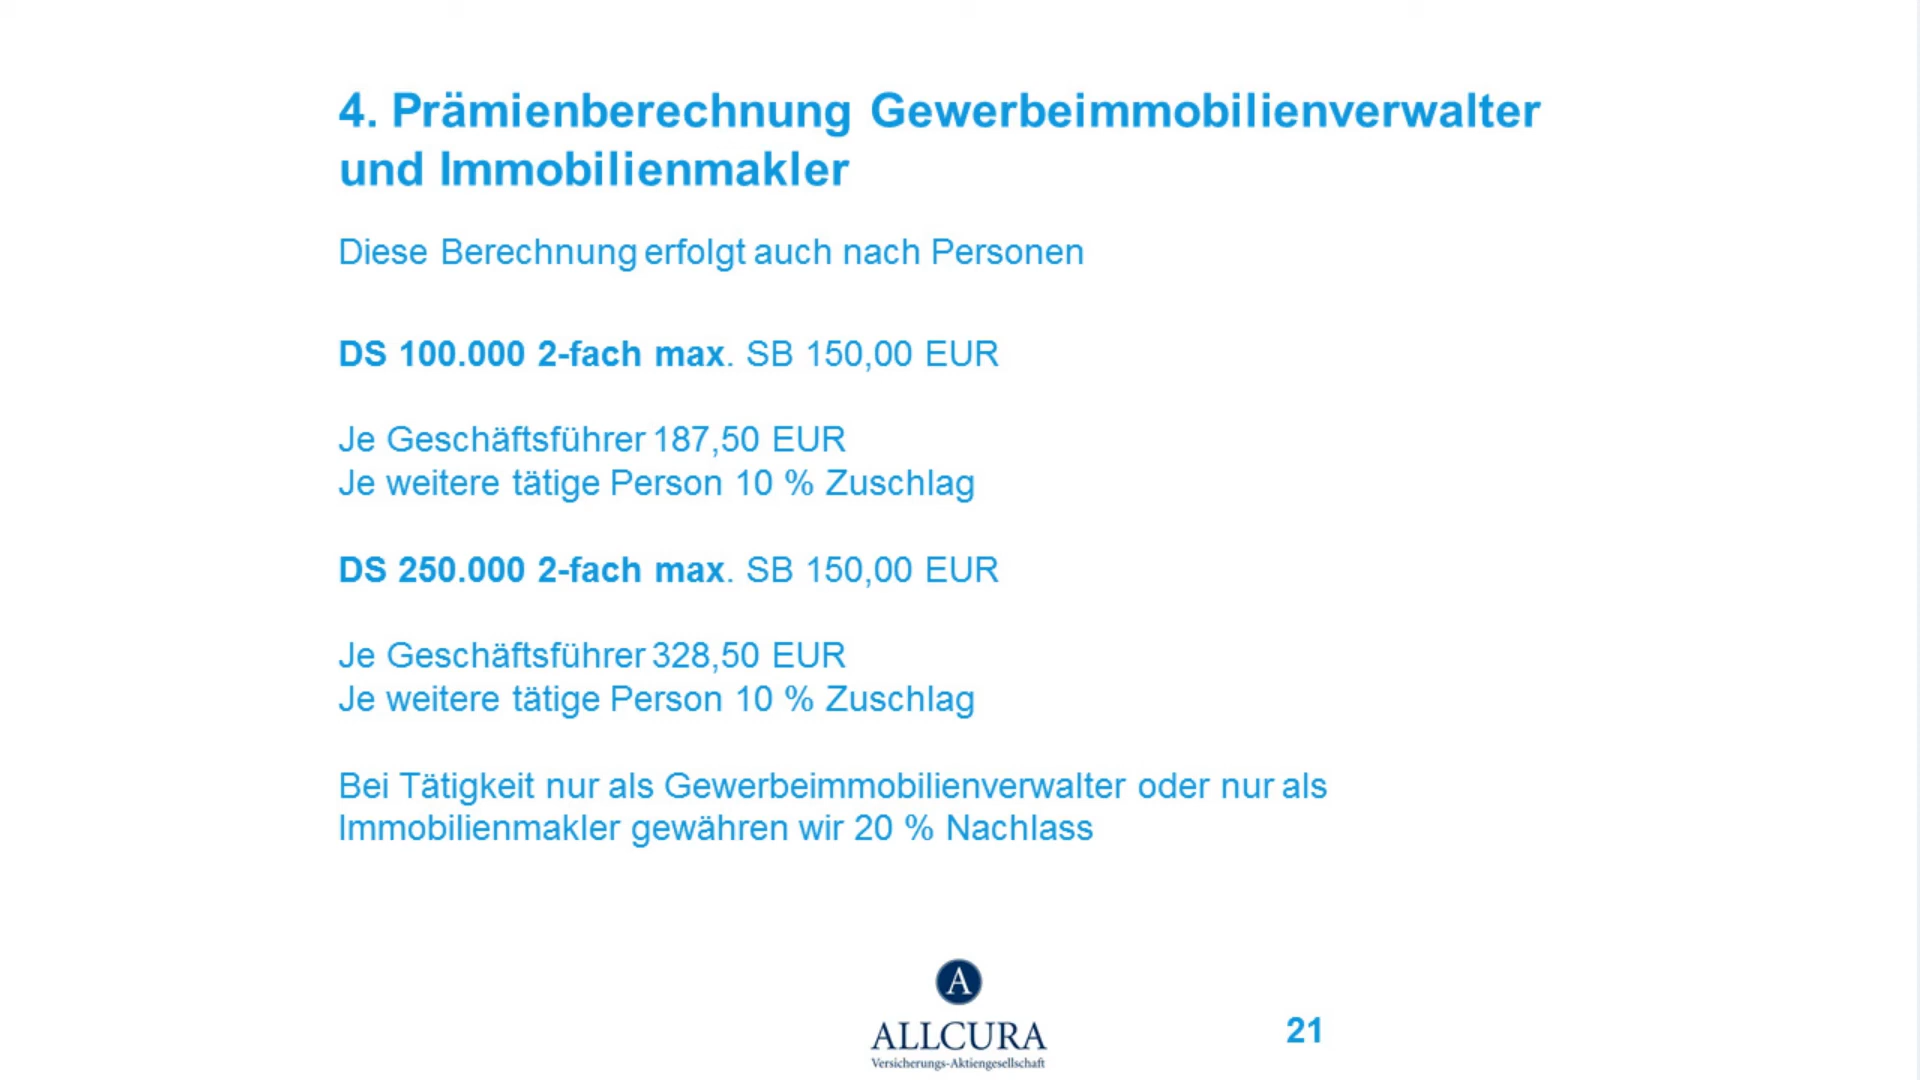 4. Prämienberechnung Gewerbeimmobilienverwalter
und Immobilienmakler
Diese Berechnung erfolgt auch nach Personen
DS 100.000 2-fach max. SB 150,00 EUR
Je Geschäftsführer 187,50 EUR
Je weitere tätige Person 10 % Zuschlag
DS 250.000 2-fach max. SB 150,00 EUR
Je Geschäftsführer 328,50 EUR
Je weitere tätige Person 10 % Zuschlag
Bei Tätigkeit nur als Gewerbeimmobilienverwalter oder nur als
Immobilienmakler gewähren wir 20 % Nachlass
A
ALLCURA
Versicherungs-Aktiengesellschaft
21